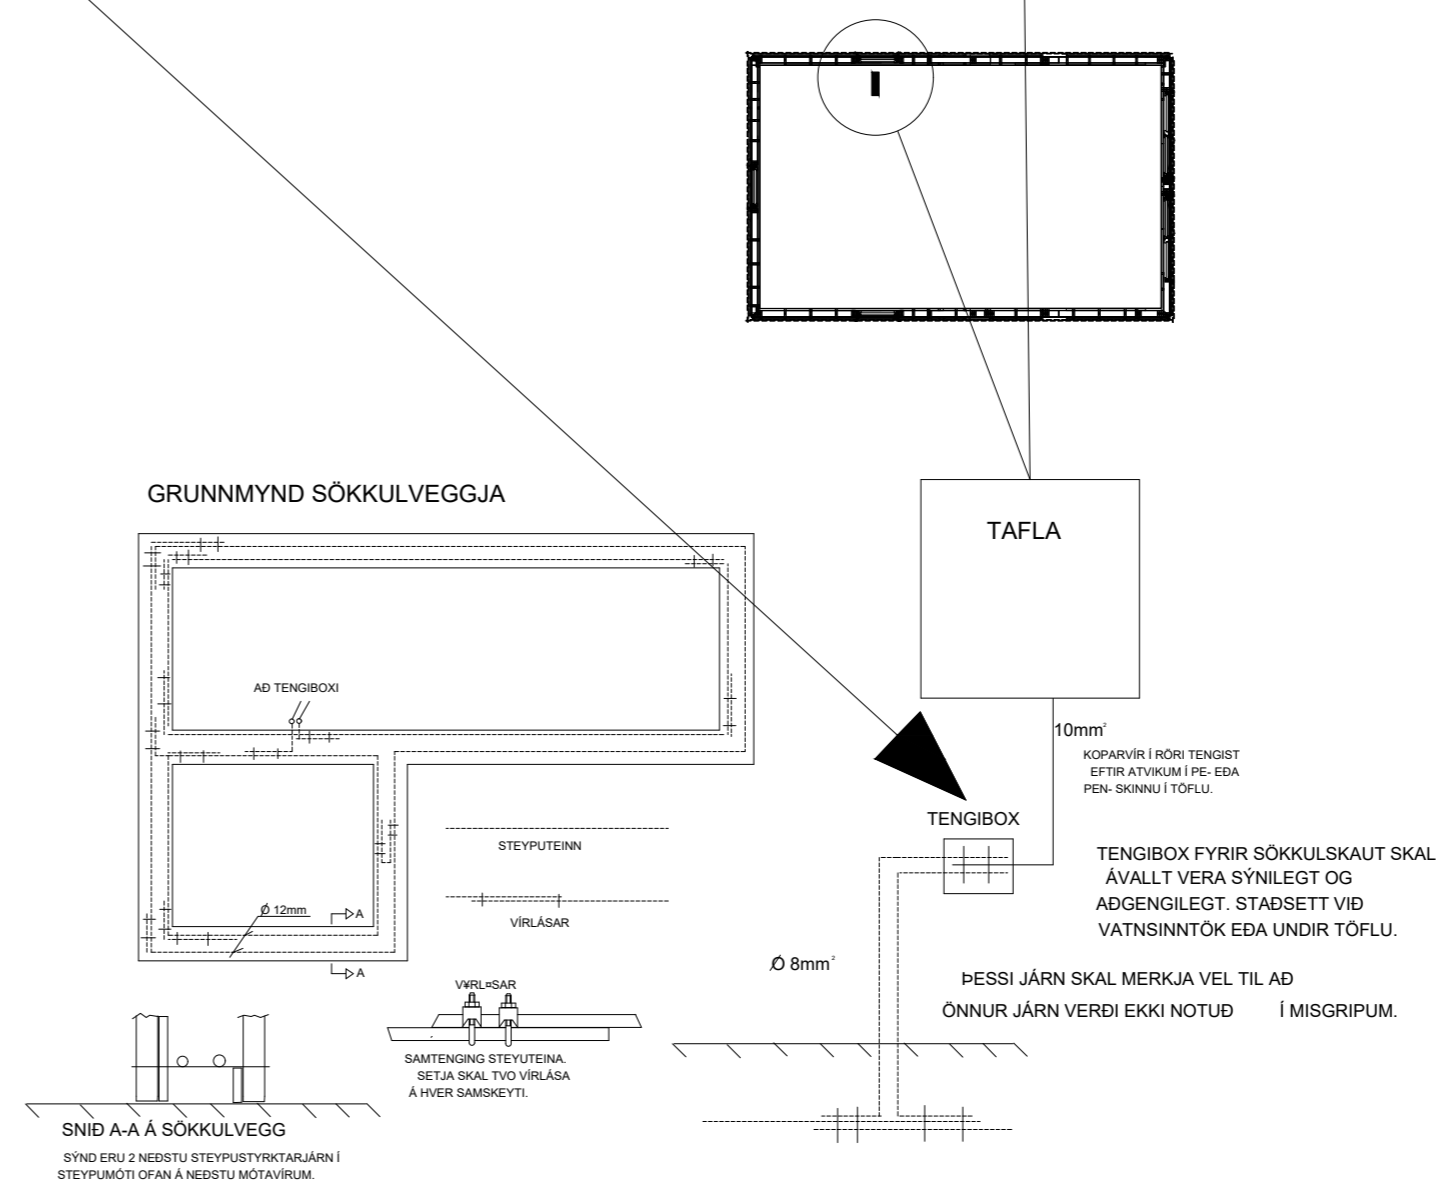 GRUNNMYND SÖKKULVEGGJA
TAFLA
AÐ TENGIBOXI
10mm²
KOPARVÍR Í RÖRI TENGIST
EFTIR ATVIKUM Í PE- EÐA
PEN- SKINNU Í TÖFLU.
TENGIBOX
STEYPUTEINN
TENGIBOX FYRIR SÖKKULSKAUT SKAL
ÁVALLT VERA SÝNILEGT OG
AÐGENGILEGT. STAÐSETT VIÐ
VATNSINNTÖK EÐA UNDIR TÖFLU.
Ø 12mm
A
VÍRLÁSAR
A
Ø 8mm²
ÞESSI JÁRN SKAL MERKJA VEL TIL AÐ
ÖNNUR JÁRN VERÐI EKKI NOTUÐ Í MISGRIPUM.
V¥RL¤SAR
SAMTENGING STEYUTEINA.
SETJA SKAL TVO VÍRLÁSA
Á HVER SAMSKEYTI.
SNIÐ A-A Á SÖKKULVEGG
SÝND ERU 2 NEÐSTU STEYPUSTYRKTARJÁRN Í
STEYPUMÓTI OFAN Á NEÐSTU MÓTAVÍRUM.